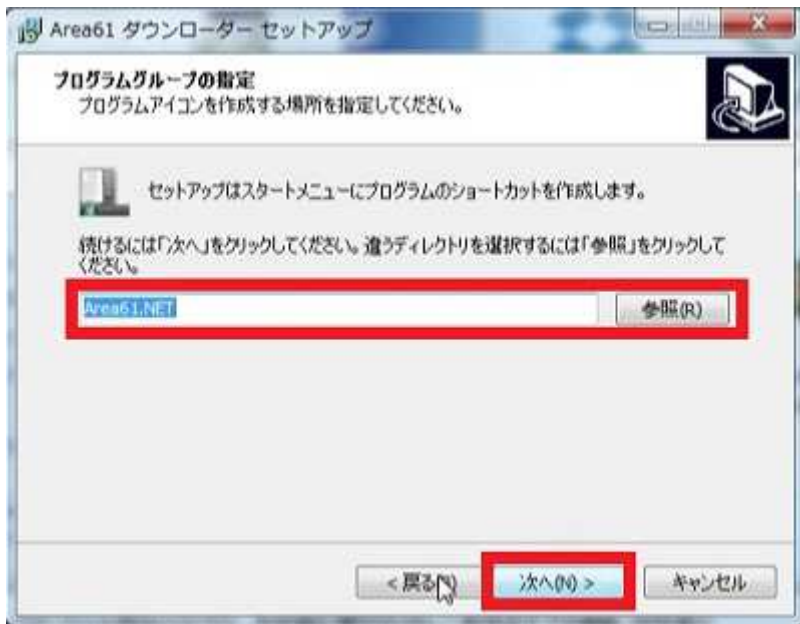 Area61 ダウンローダー セットアップ
プログラムグループの指定
プログラムアイコンを作成する場所を指定してください。
セットアップはスタートメニューにプログラムのショートカットを作成します。
続けるには「次へ」をクリックしてください。違うディレクトリを選択するには「参照」をクリックして
ください。
Area61.NET
参照(R)
< 戻る
次へ(N) >
キャンセル